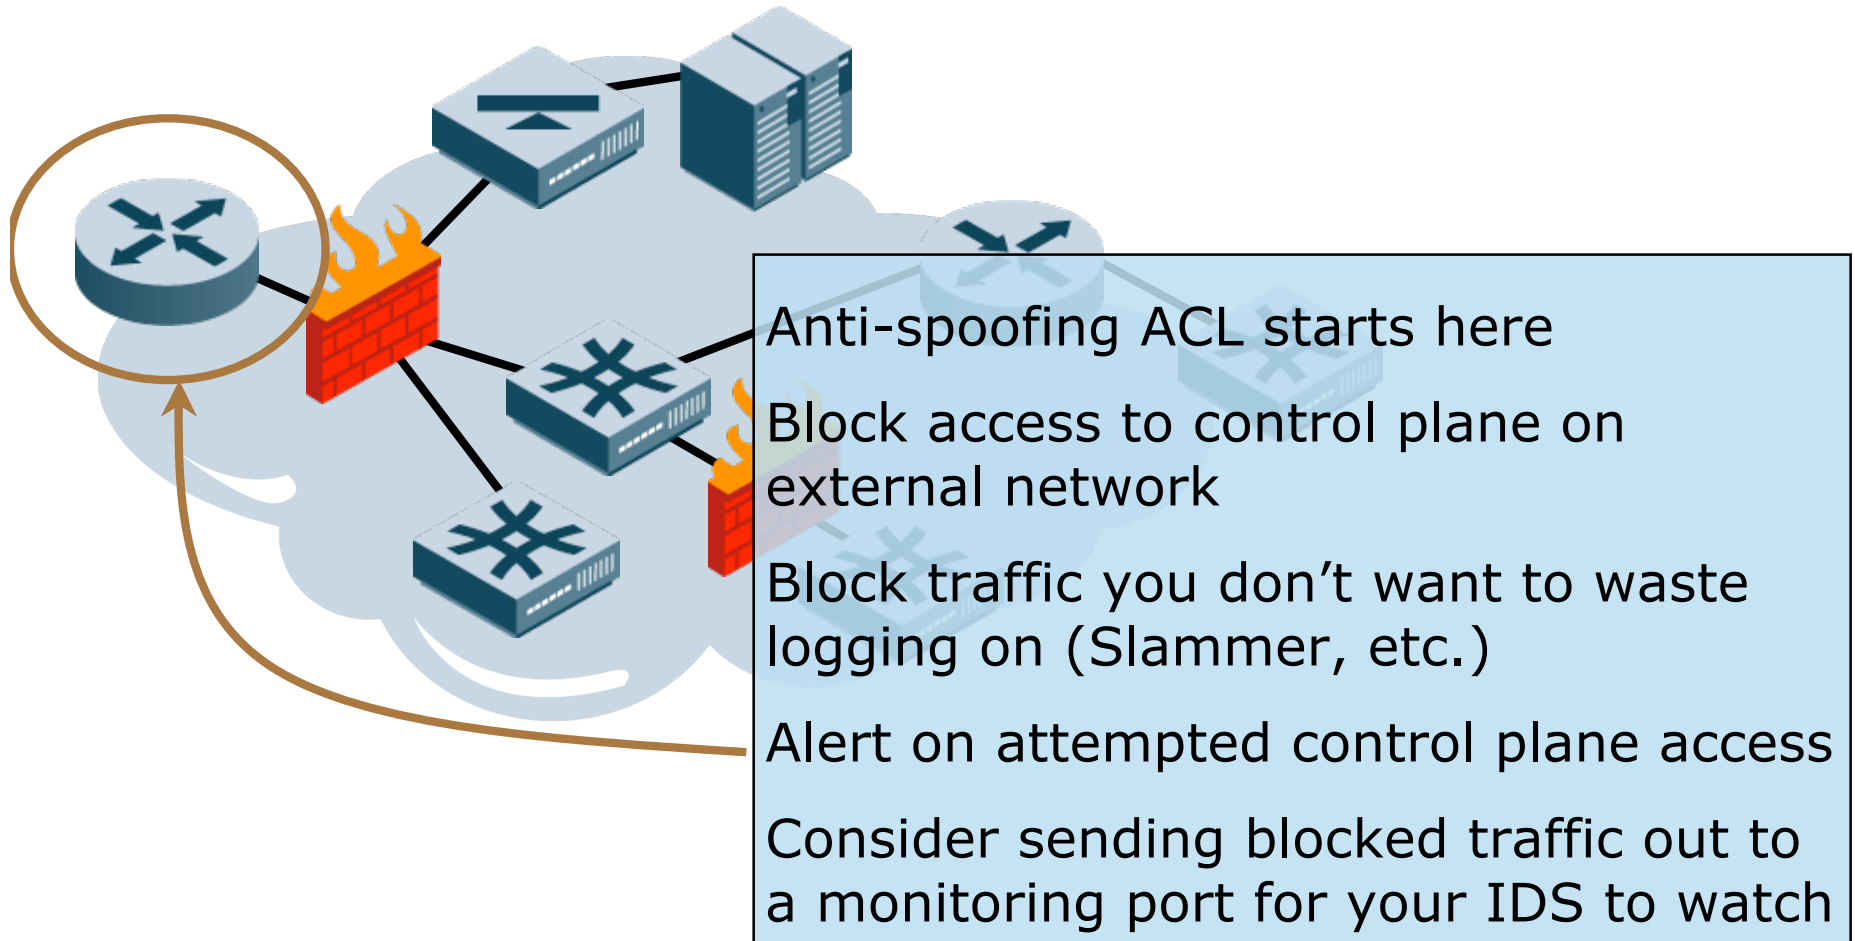 Anti-spoofing ACL starts here
Block access to control plane on
external network
Block traffic you don’t want to waste
logging on (Slammer, etc.)
Alert on attempted control plane access
Consider sending blocked traffic out to
a monitoring port for your IDS to watch